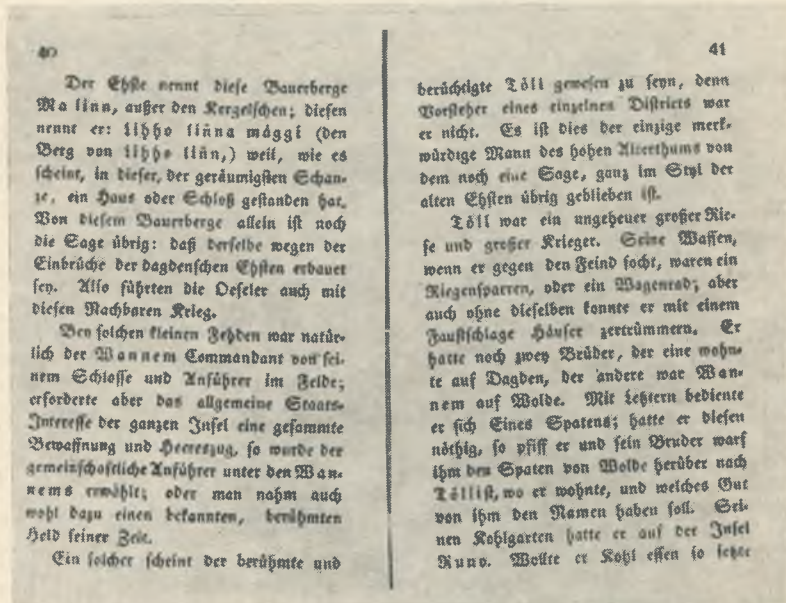 40
Der Ehste nennt diese Bauerberge
Ma linn, außer den Kergelschen; diesen
nennt er: lihho linna mäggi (den
Berg von lihho linn,) weil, wie es
scheint, in dieser, der geräumigsten Schan-
ze, ein Haus oder Schloß gestanden hat.
Von diesem Bauerberge allein ist noch
die Sage übrig: daß derselbe wegen der
Einbrüche der dagdenschen Ehsten erbauet
sey. Also führten die Oeseler auch mit
diesen Nachbaren Krieg.
Bey solchen kleinen Fehden war natür-
lich der Wannem Commandant von sei-
nem Schlosse und Anführer im Felde;
erforderte aber das allgemeine Staats-
Interesse der ganzen Insel eine gesammte
Bewaffnung und Heereszug, so wurde der
gemeinschaftliche Anführer unter den Wan-
nems erwählt; oder man nahm auch
wohl dazu einen bekannten, berühmten
Held seiner Zeit.
Ein solcher scheint der berühmte und
41
berüchtigte Töll gewesen zu seyn, denn
Vorsteher eines einzelnen Districts war
er nicht. Es ist dies der einzige merk-
würdige Mann des hohen Alterthums von
dem noch eine Sage, ganz im Styl der
alten Ehsten übrig geblieben ist.
Töll war ein ungeheuer großer Rie-
se und großer Krieger. Seine Waffen,
wenn er gegen den Feind focht, waren ein
Riegensparren, oder ein Wagenrad; aber
auch ohne dieselben konnte er mit einem
Faustschlage Häuser zertrümmern. Er
hatte noch zwey Brüder, der eine wohn-
te auf Dagden, der andere war Wan-
nem auf Wolde. Mit letztern bediente
er sich Eines Spatens; hatte er diesen
nöthig, so pfiff er und sein Bruder warf
ihm den Spaten von Wolde herüber nach
Töllist, wo er wohnte, und welches Gut
von ihm den Namen haben soll. Sei-
nen Kohlgarten hatte er auf der Insel
Runo. Wollte er Kohl essen so setzte